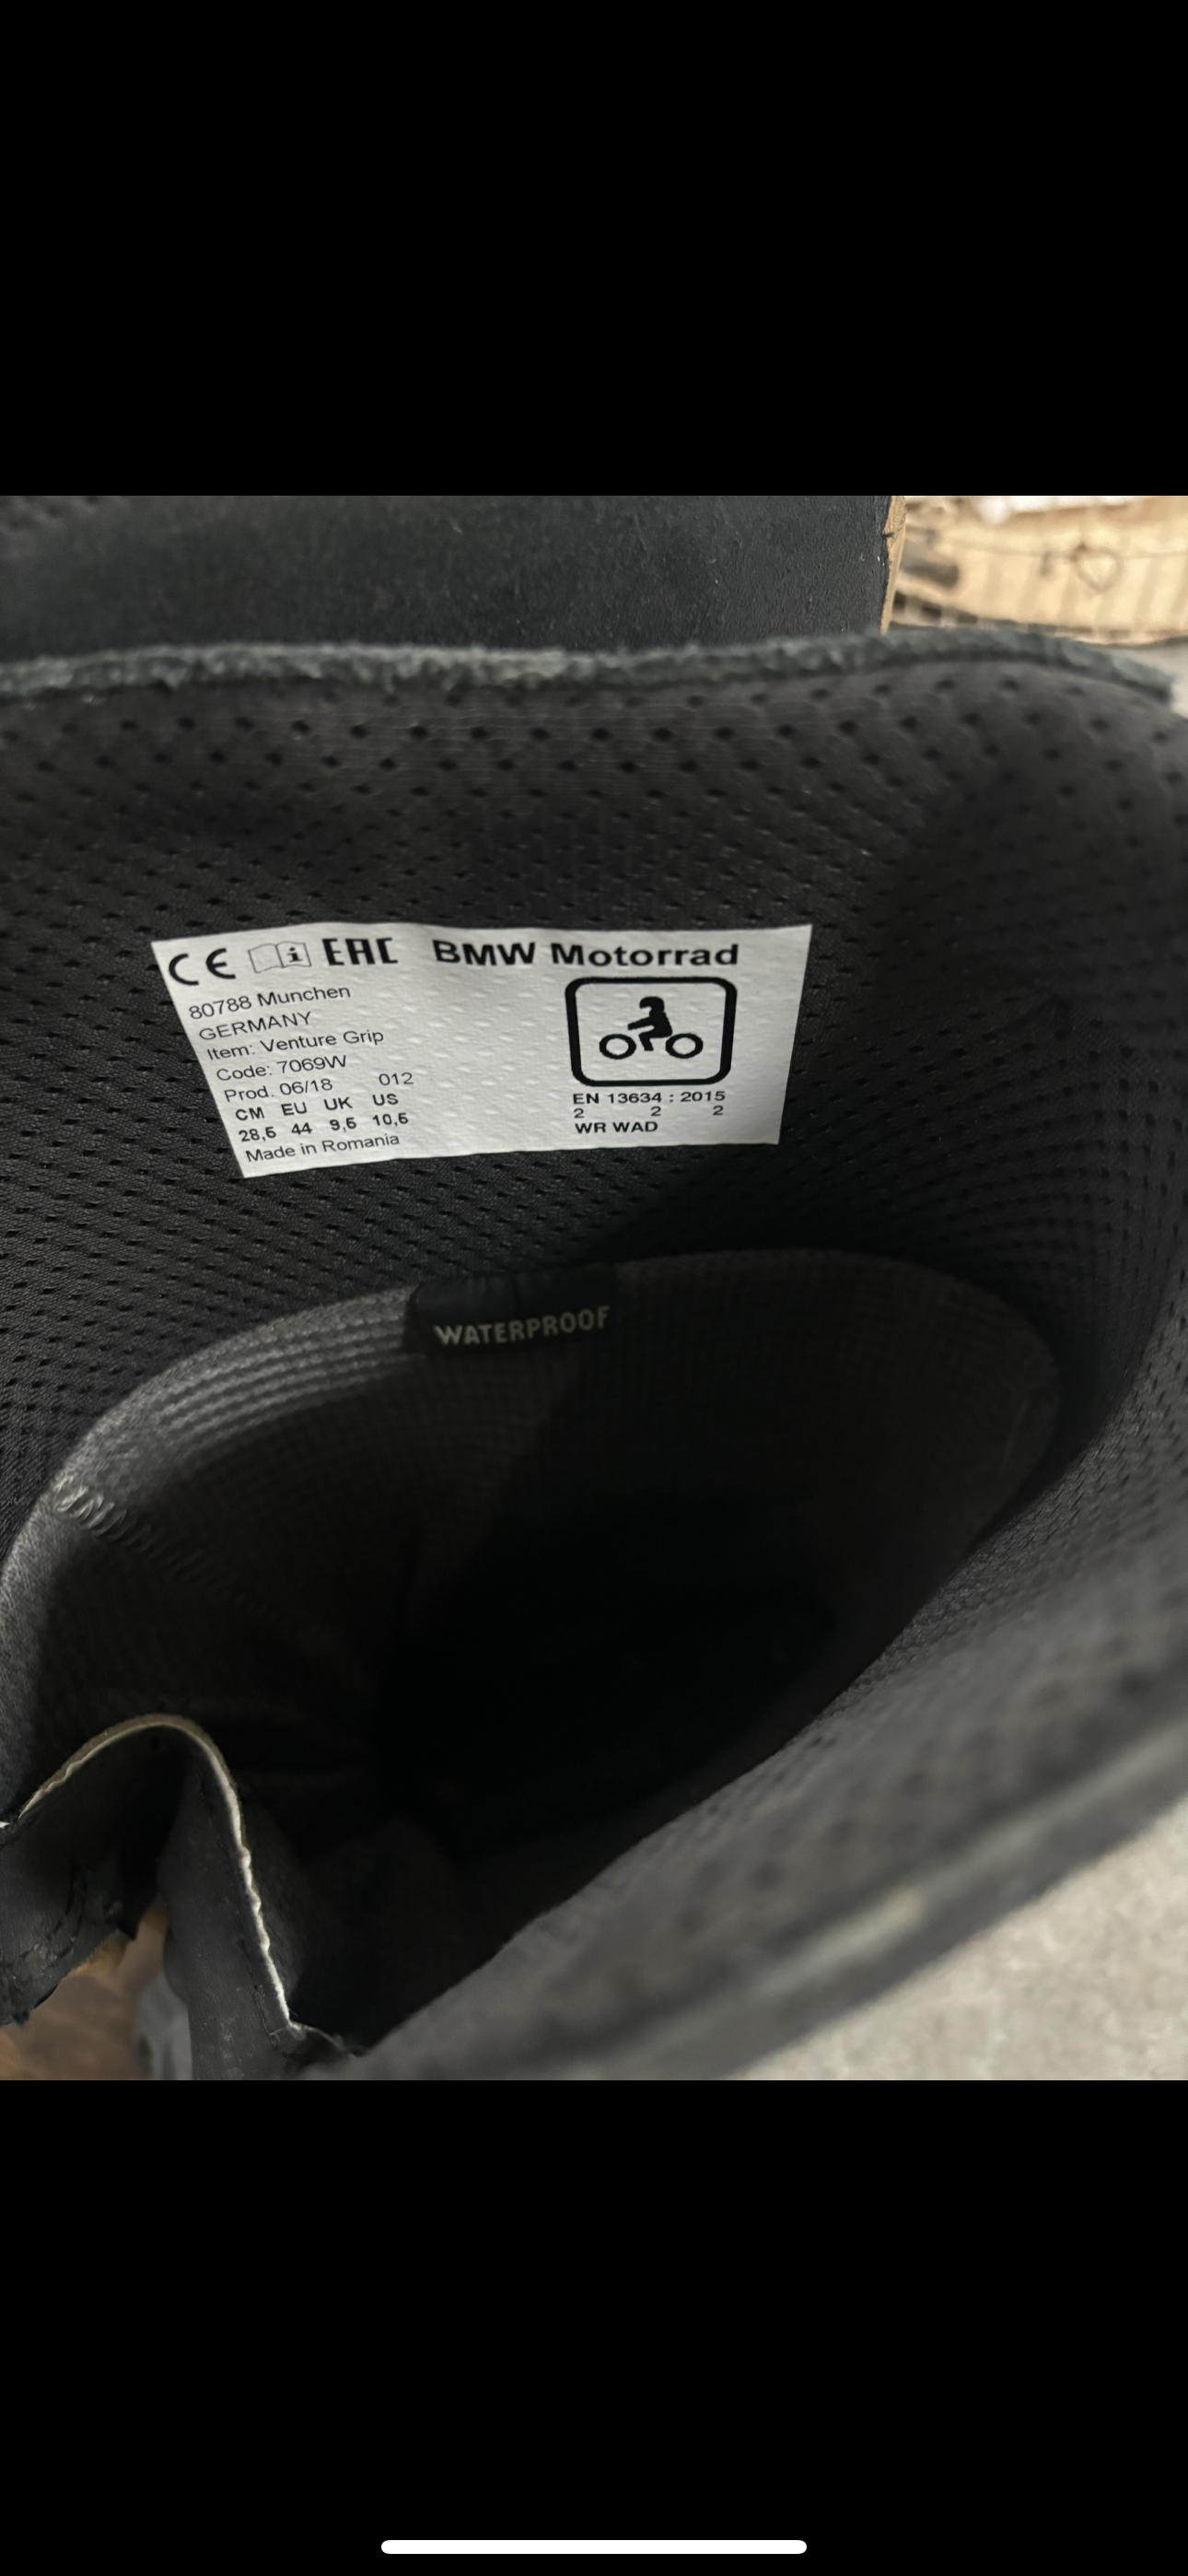 CE i EAC BMW Motorrad
80788 Munchen
GERMANY
Item: Venture Grip
Code: 7069W
Prod. 06/18 012
CM EU UK US
28,5 44 9,5 10,5
Made in Romania
EN 13634 : 2015
2 2 2
WR WAD
WATERPROOF